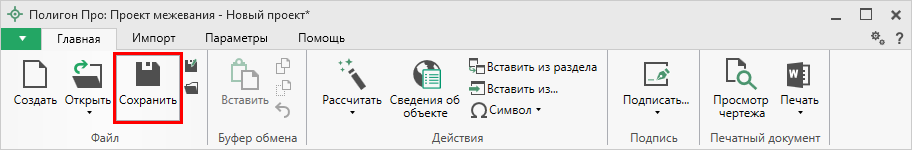 Полигон Про: Проект межевания - Новый проект*
Главная Импорт Параметры Помощь ?
Создать Открыть Сохранить
Файл
Вставить
Буфер обмена
Рассчитать Сведения об объекте
Вставить из раздела
Вставить из...
Символ
Действия
Подписать...
Подпись
Просмотр чертежа Печать
Печатный документ